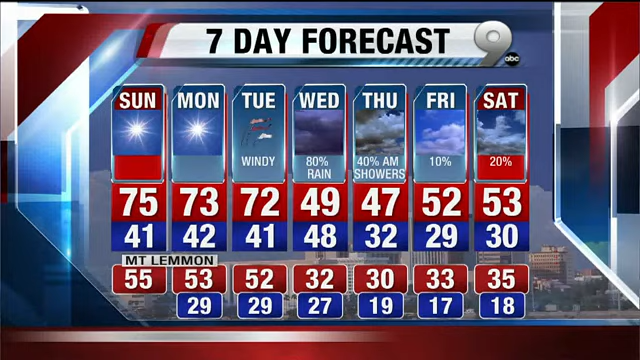 7 DAY FORECAST 9
abc
SUN MON TUE WED THU FRI SAT
WINDY 80% RAIN 40% AM SHOWERS 10% 20%
75 73 72 49 47 52 53
41 42 41 48 32 29 30
MT LEMMON
55 53 52 32 30 33 35
29 29 27 19 17 18